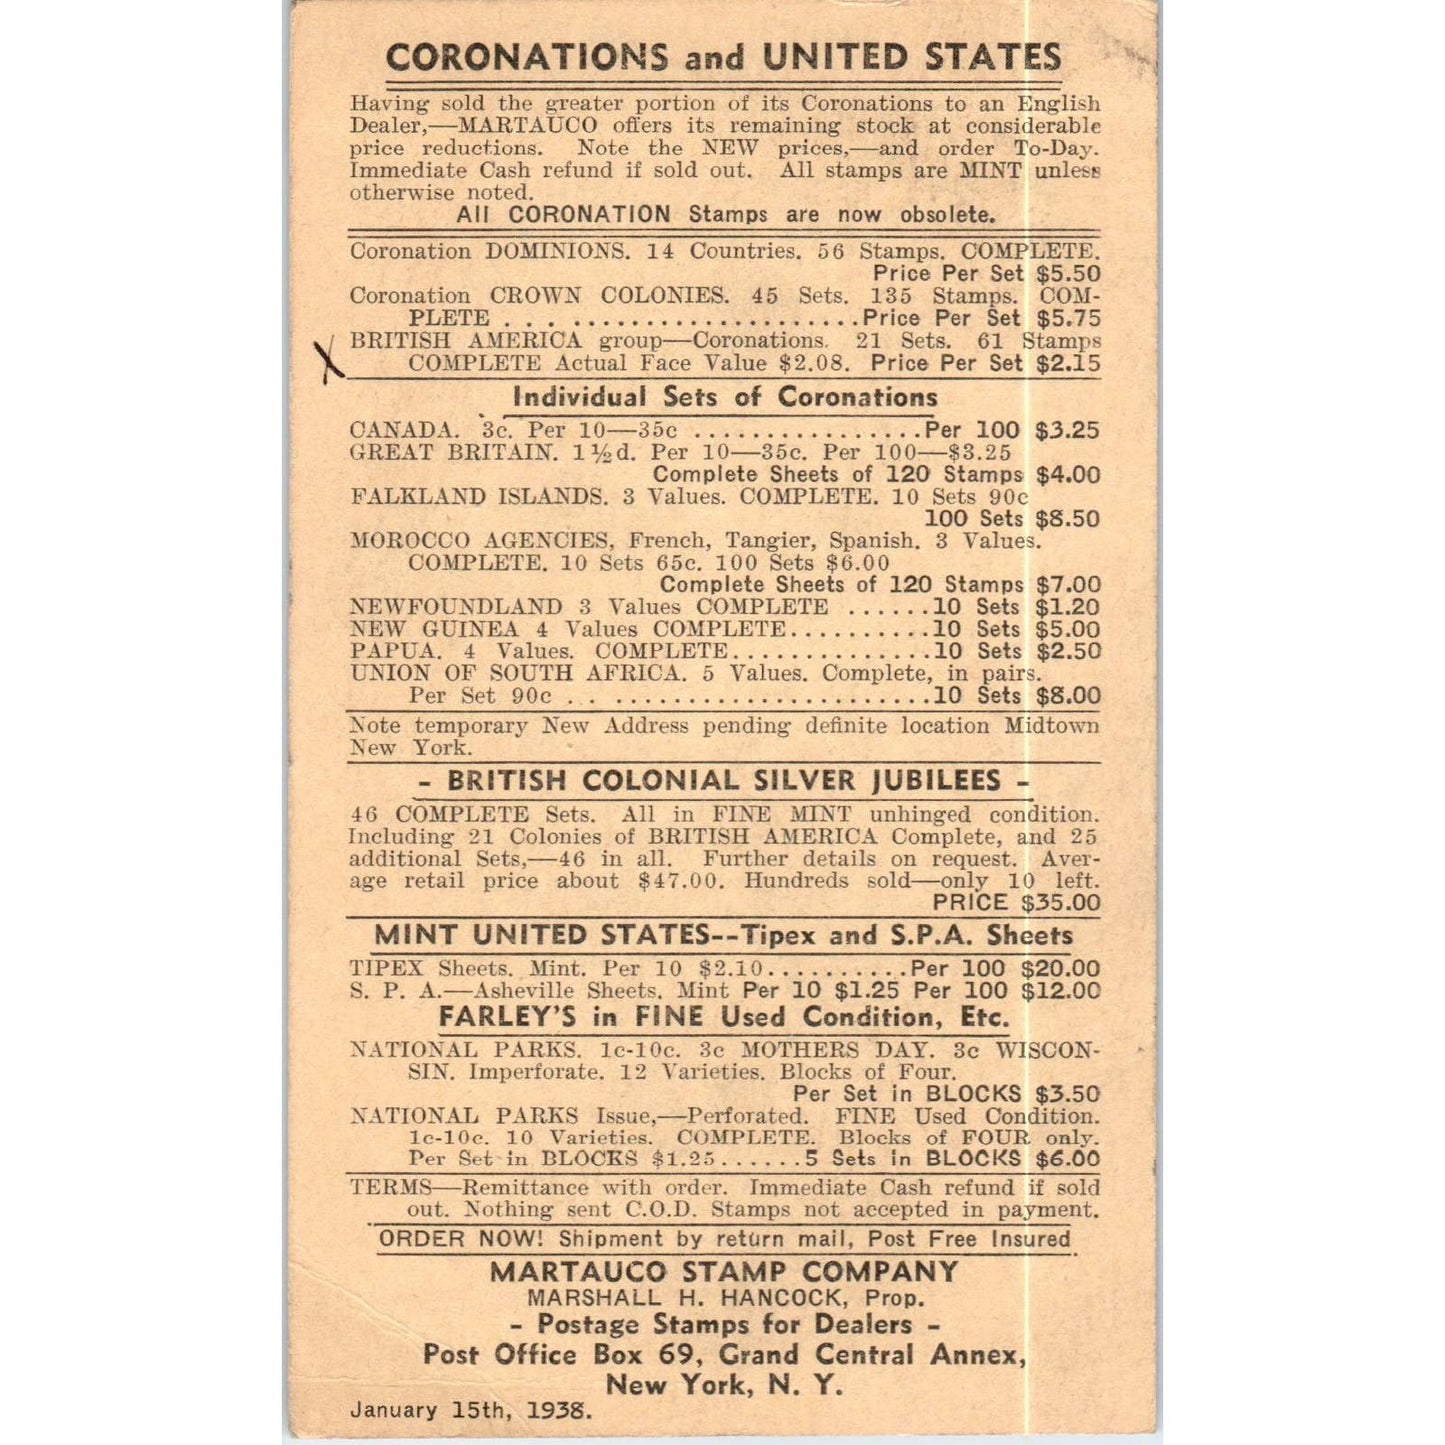 CORONATIONS and UNITED STATES
Having sold the greater portion of its Coronations to an English
Dealer,—MARTAUCO offers its remaining stock at considerable
price reductions. Note the NEW prices,—and order To-Day.
Immediate Cash refund if sold out. All stamps are MINT unless
otherwise noted.
All CORONATION Stamps are now obsolete.
Coronation DOMINIONS. 14 Countries. 56 Stamps. COMPLETE.
Price Per Set $5.50
Coronation CROWN COLONIES. 45 Sets. 135 Stamps. COM-
PLETE . . . ....................Price Per Set $5.75
BRITISH AMERICA group—Coronations. 21 Sets. 61 Stamps
X COMPLETE Actual Face Value $2.08. Price Per Set $2.15
Individual Sets of Coronations
CANADA. 3c. Per 10—35c ................Per 100 $3.25
GREAT BRITAIN. 1½d. Per 10—35c. Per 100—$3.25
Complete Sheets of 120 Stamps $4.00
FALKLAND ISLANDS. 3 Values. COMPLETE. 10 Sets 90c
100 Sets $8.50
MOROCCO AGENCIES, French, Tangier, Spanish. 3 Values.
COMPLETE. 10 Sets 65c. 100 Sets $6.00
Complete Sheets of 120 Stamps $7.00
NEWFOUNDLAND 3 Values COMPLETE ......10 Sets $1.20
NEW GUINEA 4 Values COMPLETE..........10 Sets $5.00
PAPUA. 4 Values. COMPLETE..............10 Sets $2.50
UNION OF SOUTH AFRICA. 5 Values. Complete, in pairs.
Per Set 90c . . ......................10 Sets $8.00
Note temporary New Address pending definite location Midtown
New York.
- BRITISH COLONIAL SILVER JUBILEES -
46 COMPLETE Sets. All in FINE MINT unhinged condition.
Including 21 Colonies of BRITISH AMERICA Complete, and 25
additional Sets,—46 in all. Further details on request. Aver-
age retail price about $47.00. Hundreds sold—only 10 left.
PRICE $35.00
MINT UNITED STATES--Tipex and S.P.A. Sheets
TIPEX Sheets. Mint. Per 10 $2.10..........Per 100 $20.00
S. P. A.—Asheville Sheets. Mint Per 10 $1.25 Per 100 $12.00
FARLEY'S in FINE Used Condition, Etc.
NATIONAL PARKS. 1c-10c. 3c MOTHERS DAY. 3c WISCON-
SIN. Imperforate. 12 Varieties. Blocks of Four.
Per Set in BLOCKS $3.50
NATIONAL PARKS Issue,—Perforated. FINE Used Condition.
1c-10c. 10 Varieties. COMPLETE. Blocks of FOUR only.
Per Set in BLOCKS $1.25......5 Sets in BLOCKS $6.00
TERMS—Remittance with order. Immediate Cash refund if sold
out. Nothing sent C.O.D. Stamps not accepted in payment.
ORDER NOW! Shipment by return mail, Post Free Insured
MARTAUCO STAMP COMPANY
MARSHALL H. HANCOCK, Prop.
- Postage Stamps for Dealers -
Post Office Box 69, Grand Central Annex,
New York, N. Y.
January 15th, 1938.